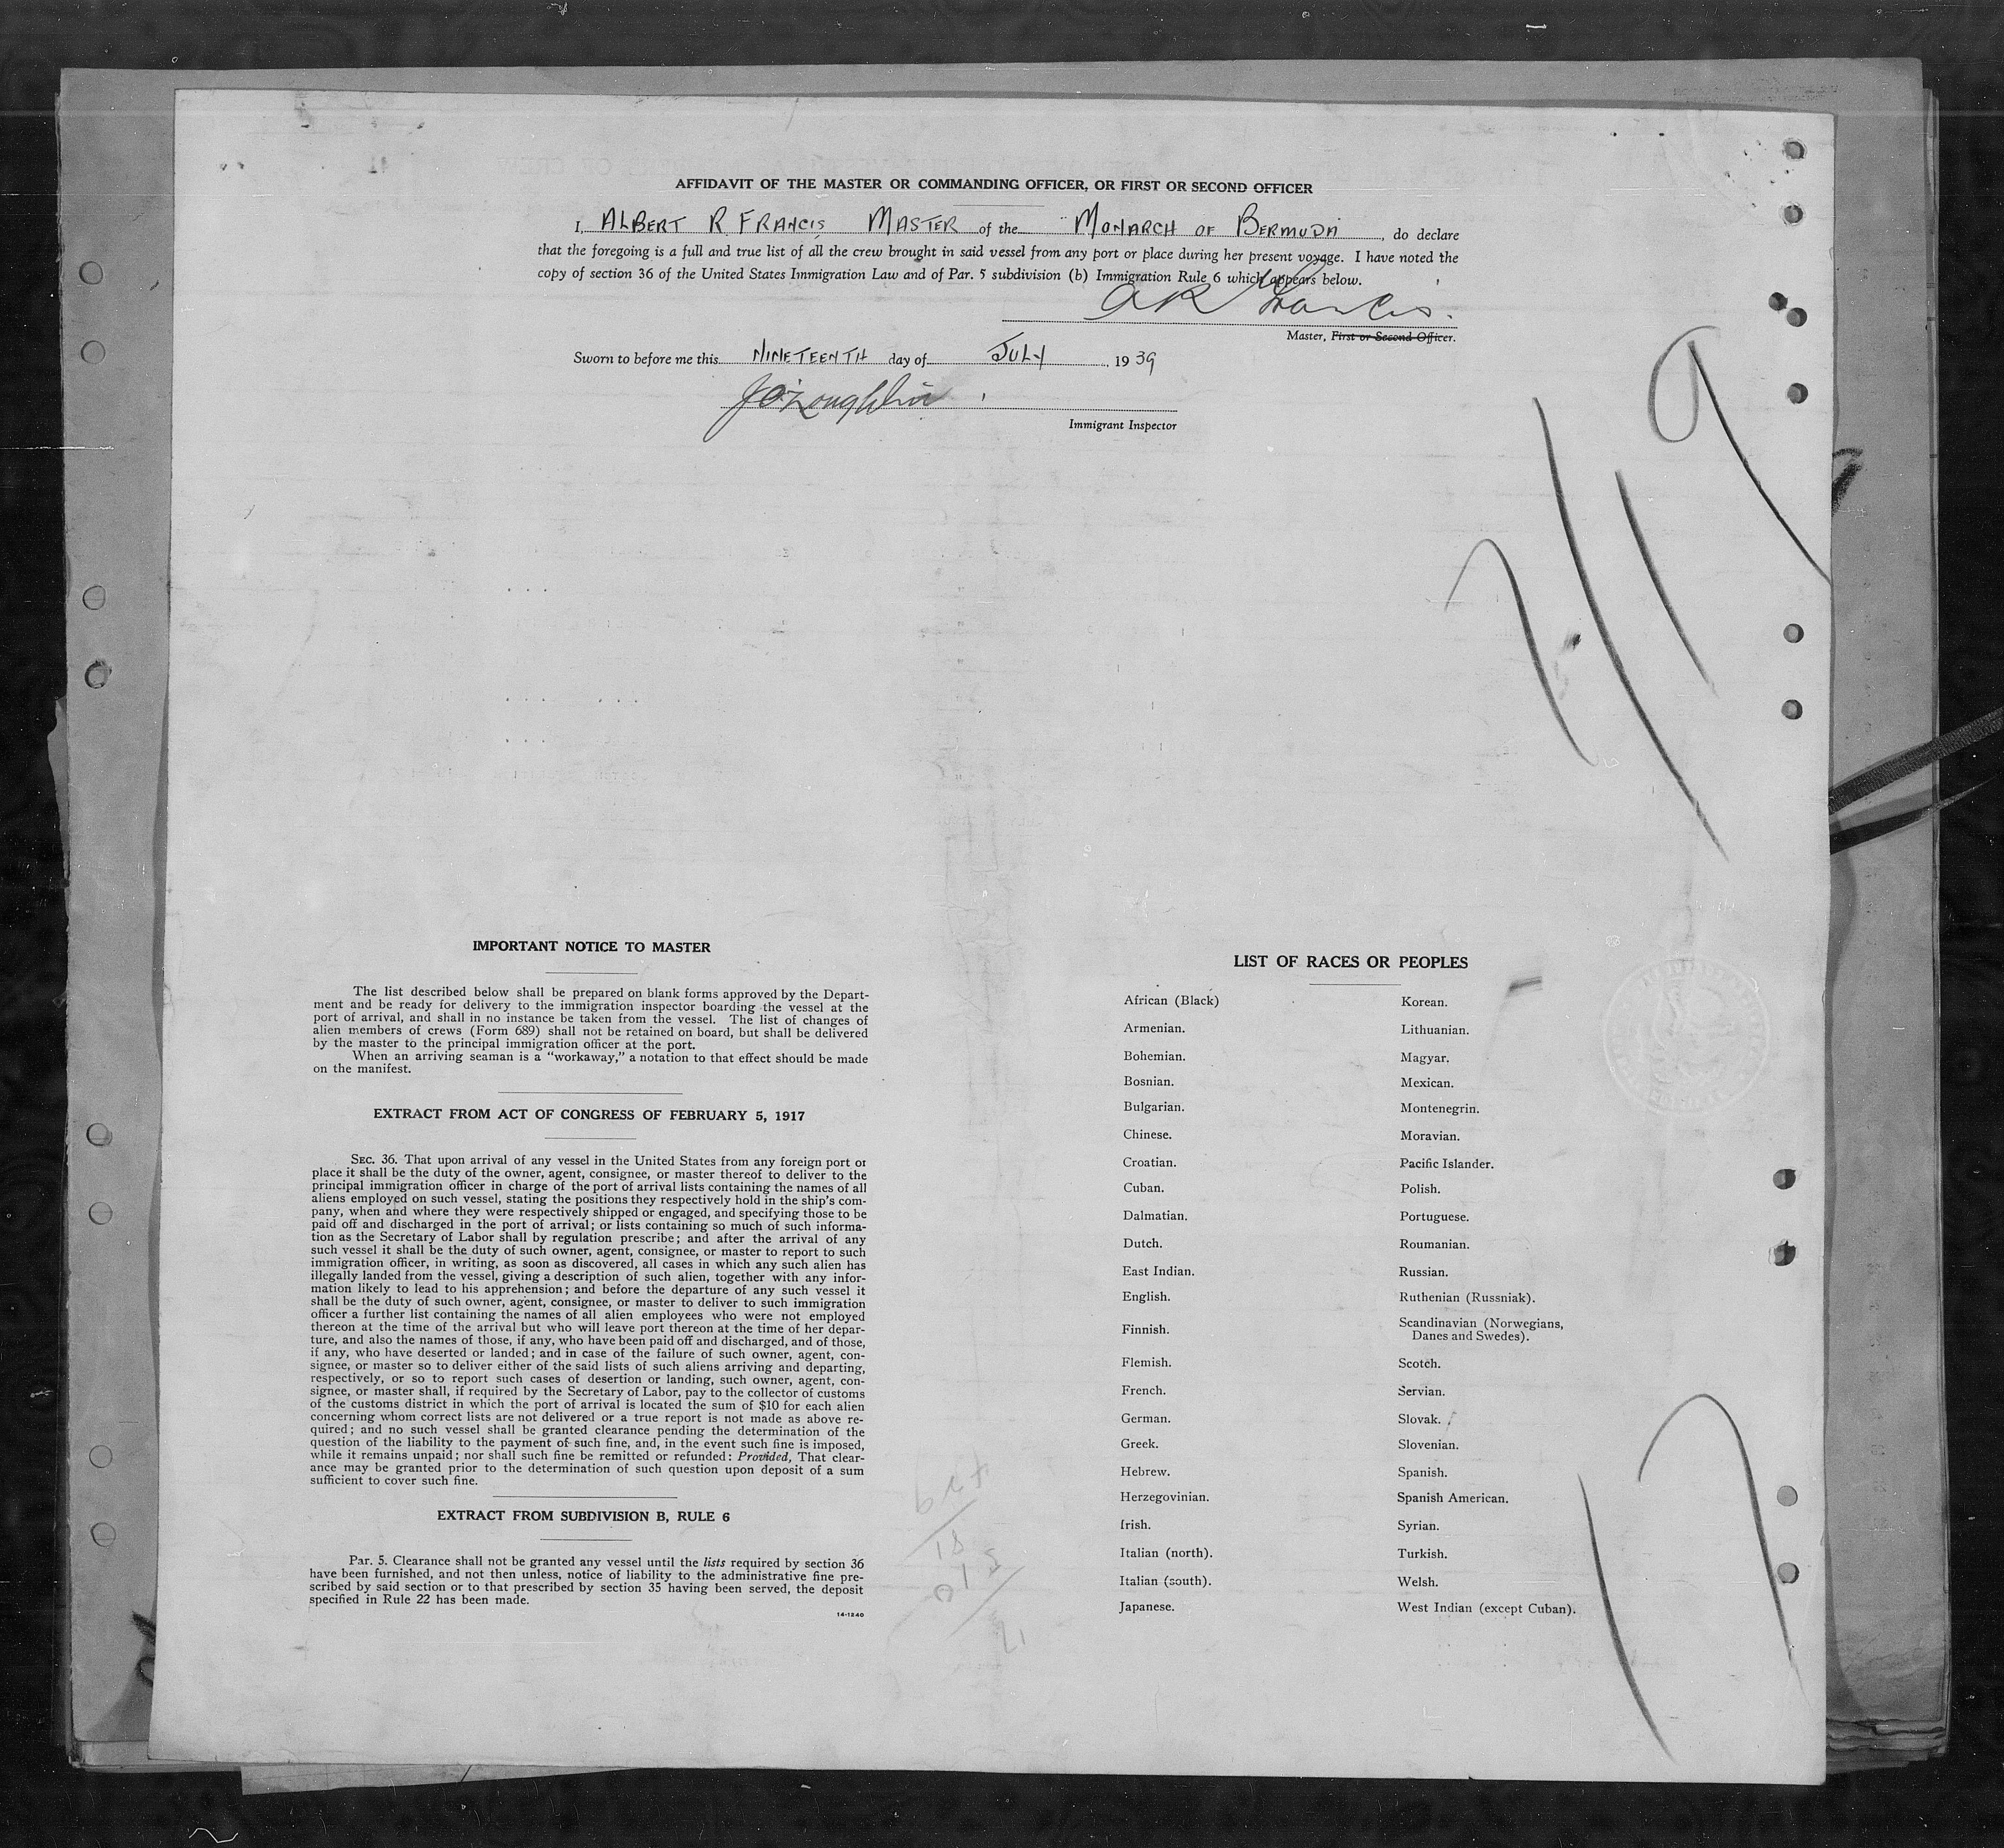 AFFIDAVIT OF THE MASTER OR COMMANDING OFFICER, OR FIRST OR SECOND OFFICER
I, ALBERT R FRANCIS MASTER of the "MONARCH OF BERMUDA, do declare
that the foregoing is a full and true list of all the crew brought in said vessel from any port or place during her present voyage. I have noted the
copy of section 36 of the United States Immigration Law and of Par. 5 subdivision (b) Immigration Rule 6 which appears below.
A R Francis.
Master, First or Second Officer.
Sworn to before me this NINETEENTH day of JULY, 1939
J O'Loughlin
Immigrant Inspector
7/19
IMPORTANT NOTICE TO MASTER
The list described below shall be prepared on blank forms approved by the Depart-
ment and be ready for delivery to the immigration inspector boarding the vessel at the
port of arrival, and shall in no instance be taken from the vessel. The list of changes of
alien members of crews (Form 689) shall not be retained on board, but shall be delivered
by the master to the principal immigration officer at the port.
When an arriving seaman is a "workaway," a notation to that effect should be made
on the manifest.
EXTRACT FROM ACT OF CONGRESS OF FEBRUARY 5, 1917
SEC. 36. That upon arrival of any vessel in the United States from any foreign port or
place it shall be the duty of the owner, agent, consignee, or master thereof to deliver to the
principal immigration officer in charge of the port of arrival lists containing the names of all
aliens employed on such vessel, stating the positions they respectively hold in the ship's com-
pany, when and where they were respectively shipped or engaged, and specifying those to be
paid off and discharged in the port of arrival; or lists containing so much of such informa-
tion as the Secretary of Labor shall by regulation prescribe; and after the arrival of any
such vessel it shall be the duty of such owner, agent, consignee, or master to report to such
immigration officer, in writing, as soon as discovered, all cases in which any such alien has
illegally landed from the vessel, giving a description of such alien, together with any infor-
mation likely to lead to his apprehension; and before the departure of any such vessel it
shall be the duty of such owner, agent, consignee, or master to deliver to such immigration
officer a further list containing the names of all alien employees who were not employed
thereon at the time of the arrival but who will leave port thereon at the time of her depar-
ture, and also the names of those, if any, who have been paid off and discharged, and of those,
if any, who have deserted or landed; and in case of the failure of such owner, agent, con-
signee, or master so to deliver either of the said lists of such aliens arriving and departing,
respectively, or so to report such cases of desertion or landing, such owner, agent, con-
signee, or master shall, if required by the Secretary of Labor, pay to the collector of customs
of the customs district in which the port of arrival is located the sum of $10 for each alien
concerning whom correct lists are not delivered or a true report is not made as above re-
quired; and no such vessel shall be granted clearance pending the determination of the
question of the liability to the payment of such fine, and, in the event such fine is imposed,
while it remains unpaid; nor shall such fine be remitted or refunded: Provided, That clear-
ance may be granted prior to the determination of such question upon deposit of a sum
sufficient to cover such fine.
EXTRACT FROM SUBDIVISION B, RULE 6
Par. 5. Clearance shall not be granted any vessel until the lists required by section 36
have been furnished, and not then unless, notice of liability to the administrative fine pre-
scribed by said section or to that prescribed by section 35 having been served, the deposit
specified in Rule 22 has been made.
14-1240
LIST OF RACES OR PEOPLES
African (Black)
Armenian.
Bohemian.
Bosnian.
Bulgarian.
Chinese.
Croatian.
Cuban.
Dalmatian.
Dutch.
East Indian.
English.
Finnish.
Flemish.
French.
German.
Greek.
Hebrew.
Herzegovinian.
Irish.
Italian (north).
Italian (south).
Japanese.
Korean.
Lithuanian.
Magyar.
Mexican.
Montenegrin.
Moravian.
Pacific Islander.
Polish.
Portuguese.
Roumanian.
Russian.
Ruthenian (Russniak).
Scandinavian (Norwegians,
Danes and Swedes).
Scotch.
Servian.
Slovak.
Slovenian.
Spanish.
Spanish American.
Syrian.
Turkish.
Welsh.
West Indian (except Cuban).